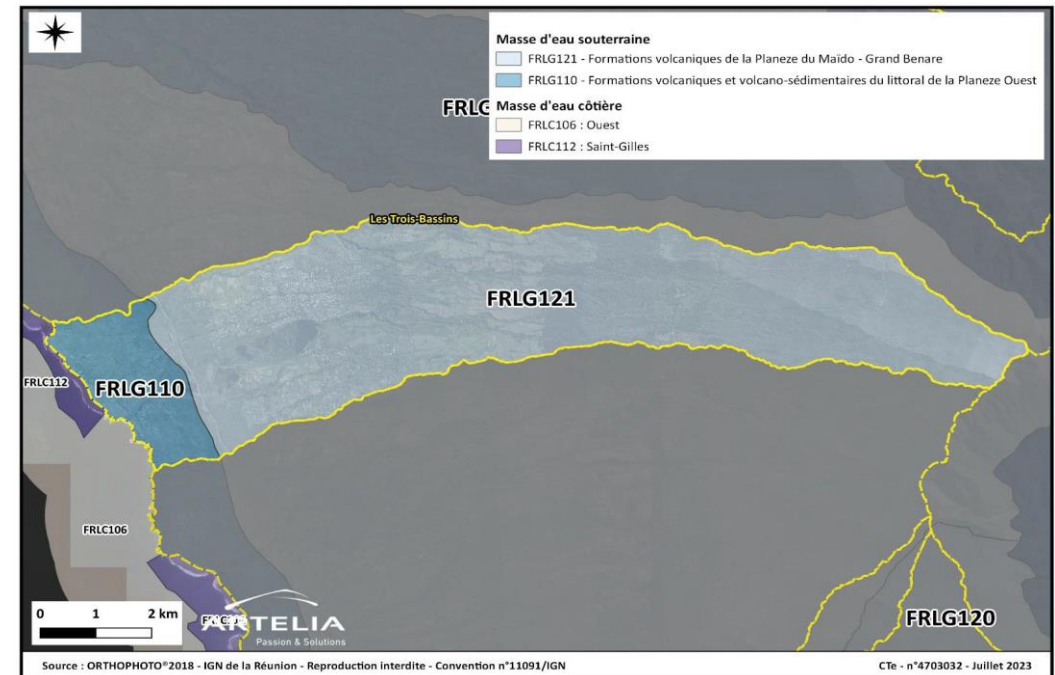 Masse d'eau souterraine
FRLG121 - Formations volcaniques de la Planeze du Maïdo - Grand Benare
FRLG110 - Formations volcaniques et volcano-sédimentaires du littoral de la Planeze Ouest
Masse d'eau côtière
FRLC106 : Ouest
FRLC112 : Saint-Gilles
Les Trois-Bassins
FRLG121
FRLC112
FRLG110
FRLC106
FRLG120
0 1 2 km
ARTELIA
Passion & Solutions
Source : ORTHOPHOTO®2018 - IGN de la Réunion - Reproduction interdite - Convention n°11091/IGN
CTe - n°4703032 - Juillet 2023